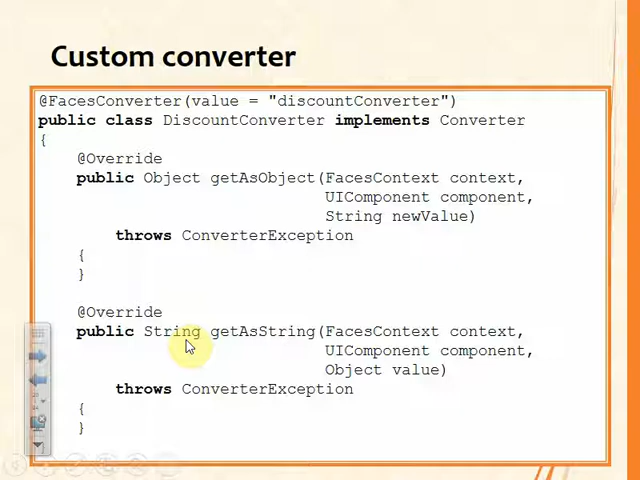 Custom converter
@FacesConverter(value = "discountConverter")
public class DiscountConverter implements Converter
{
@Override
public Object getAsObject(FacesContext context,
UIComponent component,
String newValue)
throws ConverterException
{
}
@Override
public String getAsString(FacesContext context,
UIComponent component,
Object value)
throws ConverterException
{
}